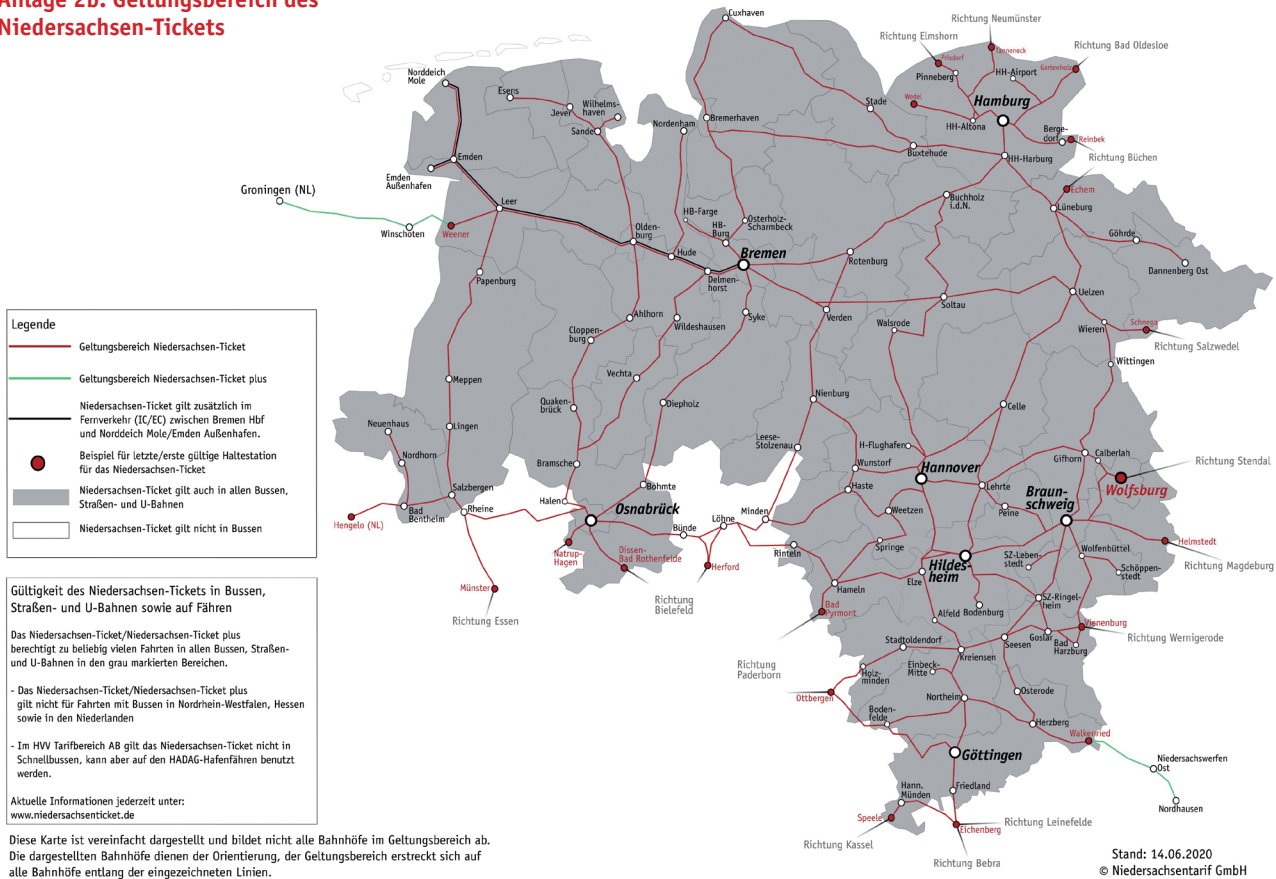 Anlage 2b: Geltungsbereich des
Niedersachsen-Tickets
Cuxhaven
Richtung Neumünster
Richtung Elmshorn
Richtung Bad Oldesloe
Tanneneck
Prisdorf
Pinneberg
HH-Airport
Gartenholz
Norddeich
Mole
Esens
Jever
Wilhelms-
haven
Sande
Nordenham
Bremerhaven
Stade
Wedel
Hamburg
HH-Altona
Berge-
dorf
Reinbek
Buxtehude
HH-Harburg
Richtung Büchen
Emden
Emden
Außenhafen
Groningen (NL)
Winschoten
Weener
Leer
Echem
Lüneburg
Buchholz
i.d.N.
HB-Farge
HB-
Burg
Osterholz-
Scharmbeck
Olden-
burg
Hude
Delmen-
horst
Bremen
Rotenburg
Göhrde
Dannenberg Ost
Papenburg
Uelzen
Soltau
Ahlhorn
Wildeshausen
Syke
Verden
Walsrode
Wieren
Schnega
Richtung Salzwedel
Cloppen-
burg
Vechta
Wittingen
Meppen
Quaken-
brück
Diepholz
Nienburg
Celle
Neuenhaus
Lingen
Nordhorn
Bramsche
Leese-
Stolzenau
H-Flughafen
Wunstorf
Hannover
Gifhorn
Calberlah
Richtung Stendal
Wolfsburg
Salzbergen
Bad
Bentheim
Hengelo (NL)
Rheine
Halen
Bohmte
Osnabrück
Haste
Lehrte
Peine
Braun-
schweig
Minden
Löhne
Bünde
Weetzen
Springe
Natrup-
Hagen
Dissen-
Bad Rothenfelde
Herford
Rinteln
Hildes-
heim
SZ-Leben-
stedt
Wolfenbüttel
Schöppen-
stedt
Helmstedt
Richtung Magdeburg
Münster
Richtung Essen
Richtung
Bielefeld
Hameln
Elze
Bad
Pyrmont
Alfeld
Bodenburg
SZ-Ringel-
heim
Vienenburg
Richtung Wernigerode
Goslar
Bad
Harzburg
Seesen
Stadtoldendorf
Kreiensen
Richtung
Paderborn
Holz-
minden
Einbeck-
Mitte
Ottbergen
Northeim
Osterode
Boden-
felde
Herzberg
Walkenried
Göttingen
Niedersachswerfen
Ost
Nordhausen
Hann.
Münden
Friedland
Speele
Richtung Kassel
Eichenberg
Richtung Leinefelde
Richtung Bebra
Legende
Geltungsbereich Niedersachsen-Ticket
Geltungsbereich Niedersachsen-Ticket plus
Niedersachsen-Ticket gilt zusätzlich im
Fernverkehr (IC/EC) zwischen Bremen Hbf
und Norddeich Mole/Emden Außenhafen.
Beispiel für letzte/erste gültige Haltestation
für das Niedersachsen-Ticket
Niedersachsen-Ticket gilt auch in allen Bussen,
Straßen- und U-Bahnen
Niedersachsen-Ticket gilt nicht in Bussen
Gültigkeit des Niedersachsen-Tickets in Bussen,
Straßen- und U-Bahnen sowie auf Fähren
Das Niedersachsen-Ticket/Niedersachsen-Ticket plus
berechtigt zu beliebig vielen Fahrten in allen Bussen, Straßen-
und U-Bahnen in den grau markierten Bereichen.
- Das Niedersachsen-Ticket/Niedersachsen-Ticket plus
gilt nicht für Fahrten mit Bussen in Nordrhein-Westfalen, Hessen
sowie in den Niederlanden
- Im HVV Tarifbereich AB gilt das Niedersachsen-Ticket nicht in
Schnellbussen, kann aber auf den HADAG-Hafenfähren benutzt
werden.
Aktuelle Informationen jederzeit unter:
www.niedersachsenticket.de
Diese Karte ist vereinfacht dargestellt und bildet nicht alle Bahnhöfe im Geltungsbereich ab.
Die dargestellten Bahnhöfe dienen der Orientierung, der Geltungsbereich erstreckt sich auf
alle Bahnhöfe entlang der eingezeichneten Linien.
Stand: 14.06.2020
© Niedersachsentarif GmbH